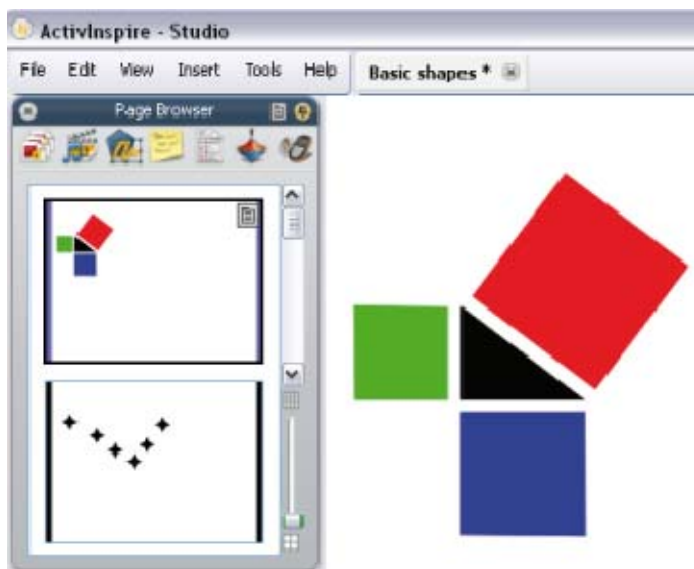 ActivInspire - Studio
File Edit View Insert Tools Help
Basic shapes *
Page Browser